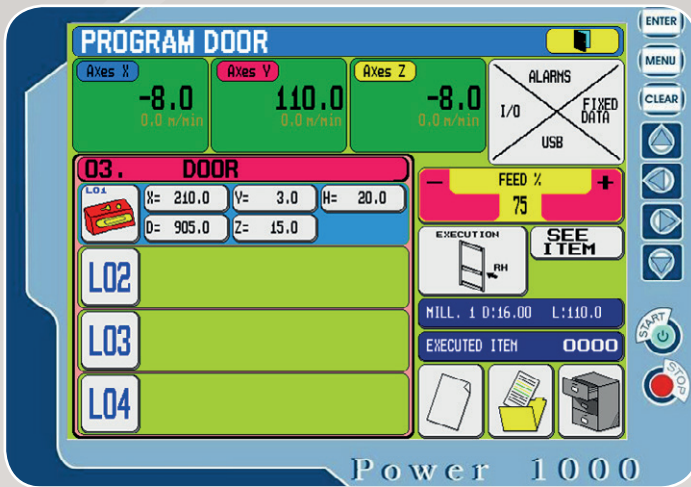 PROGRAM DOOR
ENTER
MENU
CLEAR
Axes X
-8.0
0.0 m/min
Axes Y
110.0
Axes Z
-8.0
0.0 m/min
ALARMS
I/O
FIXED
DATA
USB
03. DOOR
L01
X= 210.0 Y= 3.0 H= 20.0
D= 905.0 Z= 15.0
L02
L03
L04
- FEED % +
75
EXECUTION
RH
SEE
ITEM
MILL. 1 D:16.00 L:110.0
EXECUTED ITEM 0000
START
STOP
Power 1000